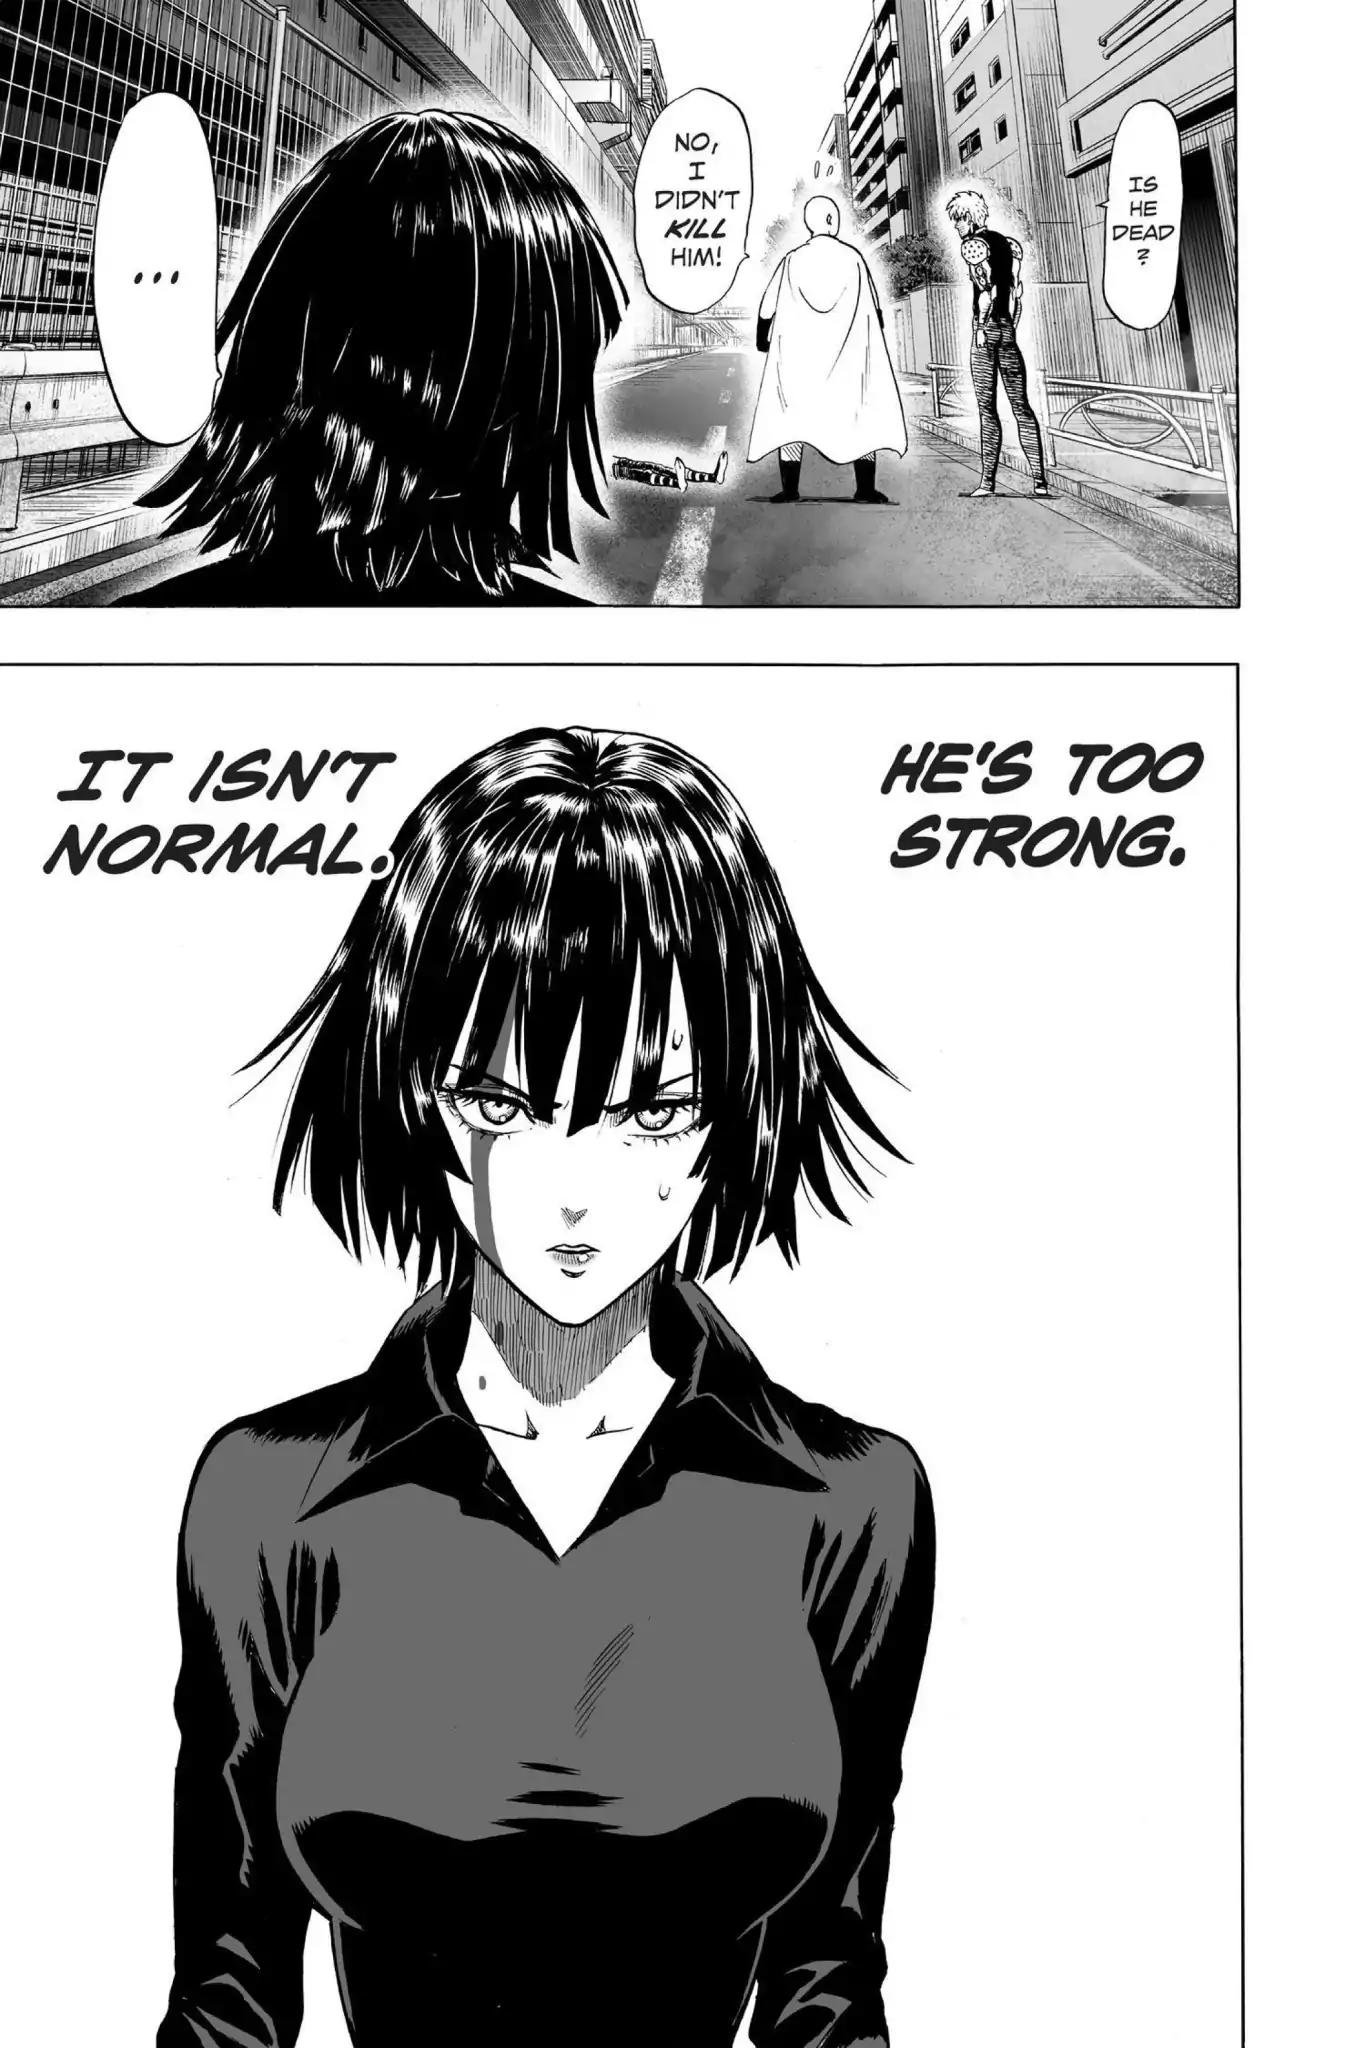 IS
HE
DEAD
?
NO,
I
DIDN'T
KILL
HIM!
...
HE'S TOO
STRONG.
IT ISN'T
NORMAL.